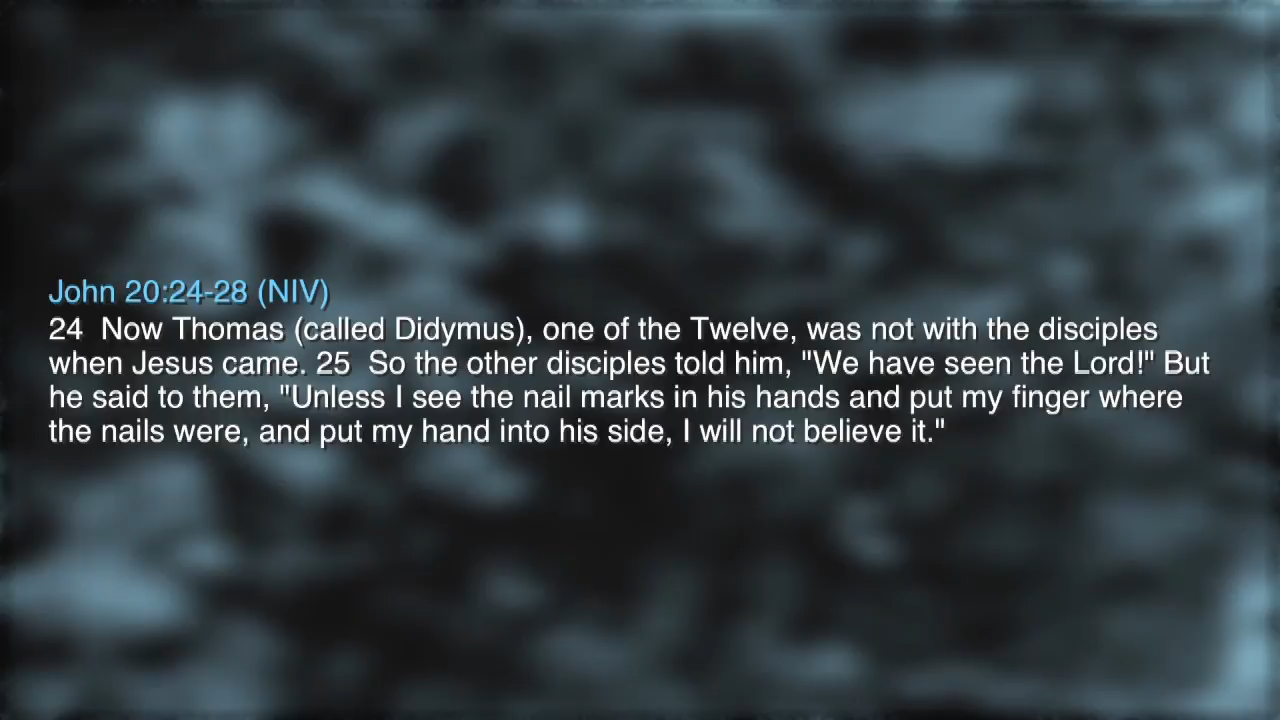 John 20:24-28 (NIV)
24  Now Thomas (called Didymus), one of the Twelve, was not with the disciples
when Jesus came. 25  So the other disciples told him, "We have seen the Lord!" But
he said to them, "Unless I see the nail marks in his hands and put my finger where
the nails were, and put my hand into his side, I will not believe it."